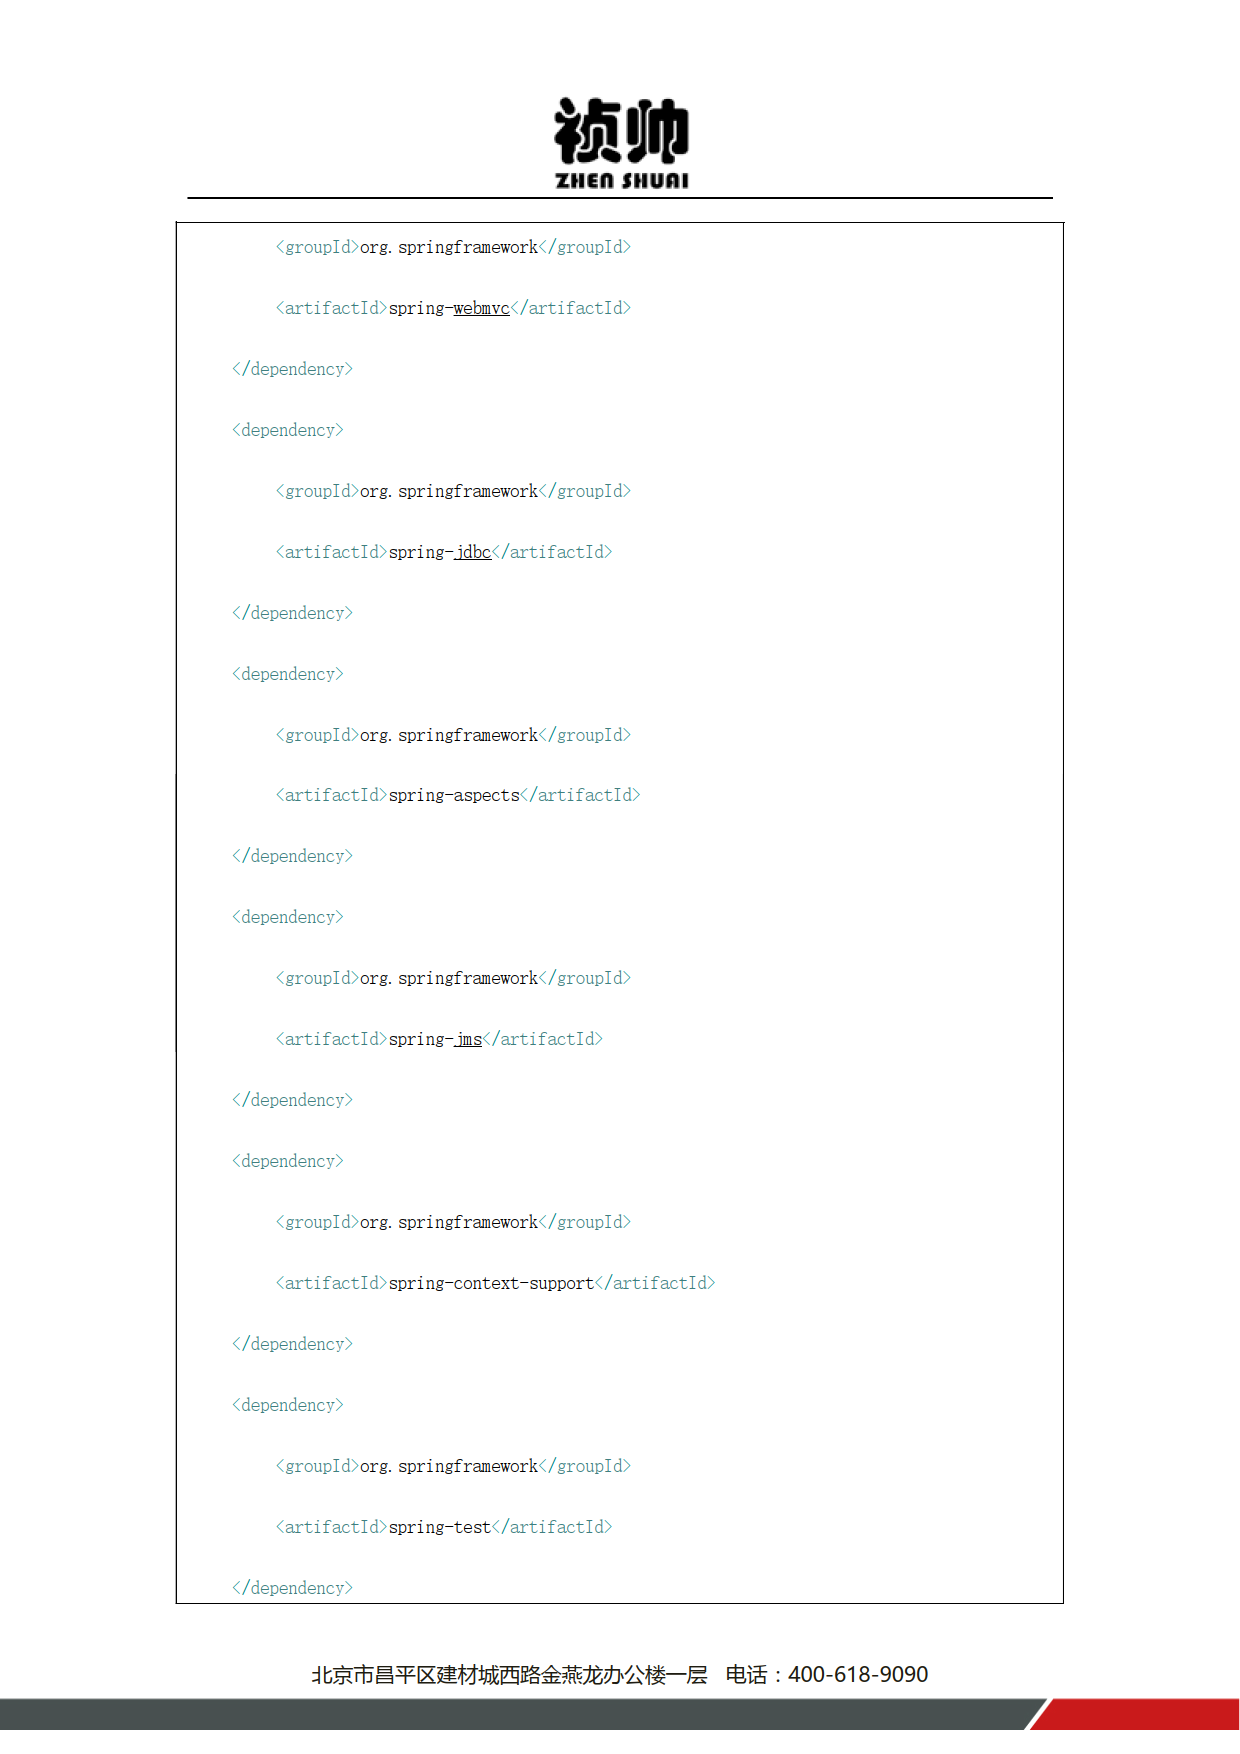 祯帅
ZHEN SHUAI
<groupId>org.springframework</groupId>
<artifactId>spring-webmvc</artifactId>
</dependency>
<dependency>
<groupId>org.springframework</groupId>
<artifactId>spring-jdbc</artifactId>
</dependency>
<dependency>
<groupId>org.springframework</groupId>
<artifactId>spring-aspects</artifactId>
</dependency>
<dependency>
<groupId>org.springframework</groupId>
<artifactId>spring-jms</artifactId>
</dependency>
<dependency>
<groupId>org.springframework</groupId>
<artifactId>spring-context-support</artifactId>
</dependency>
<dependency>
<groupId>org.springframework</groupId>
<artifactId>spring-test</artifactId>
</dependency>
北京市昌平区建材城西路金燕龙办公楼一层 电话：400-618-9090